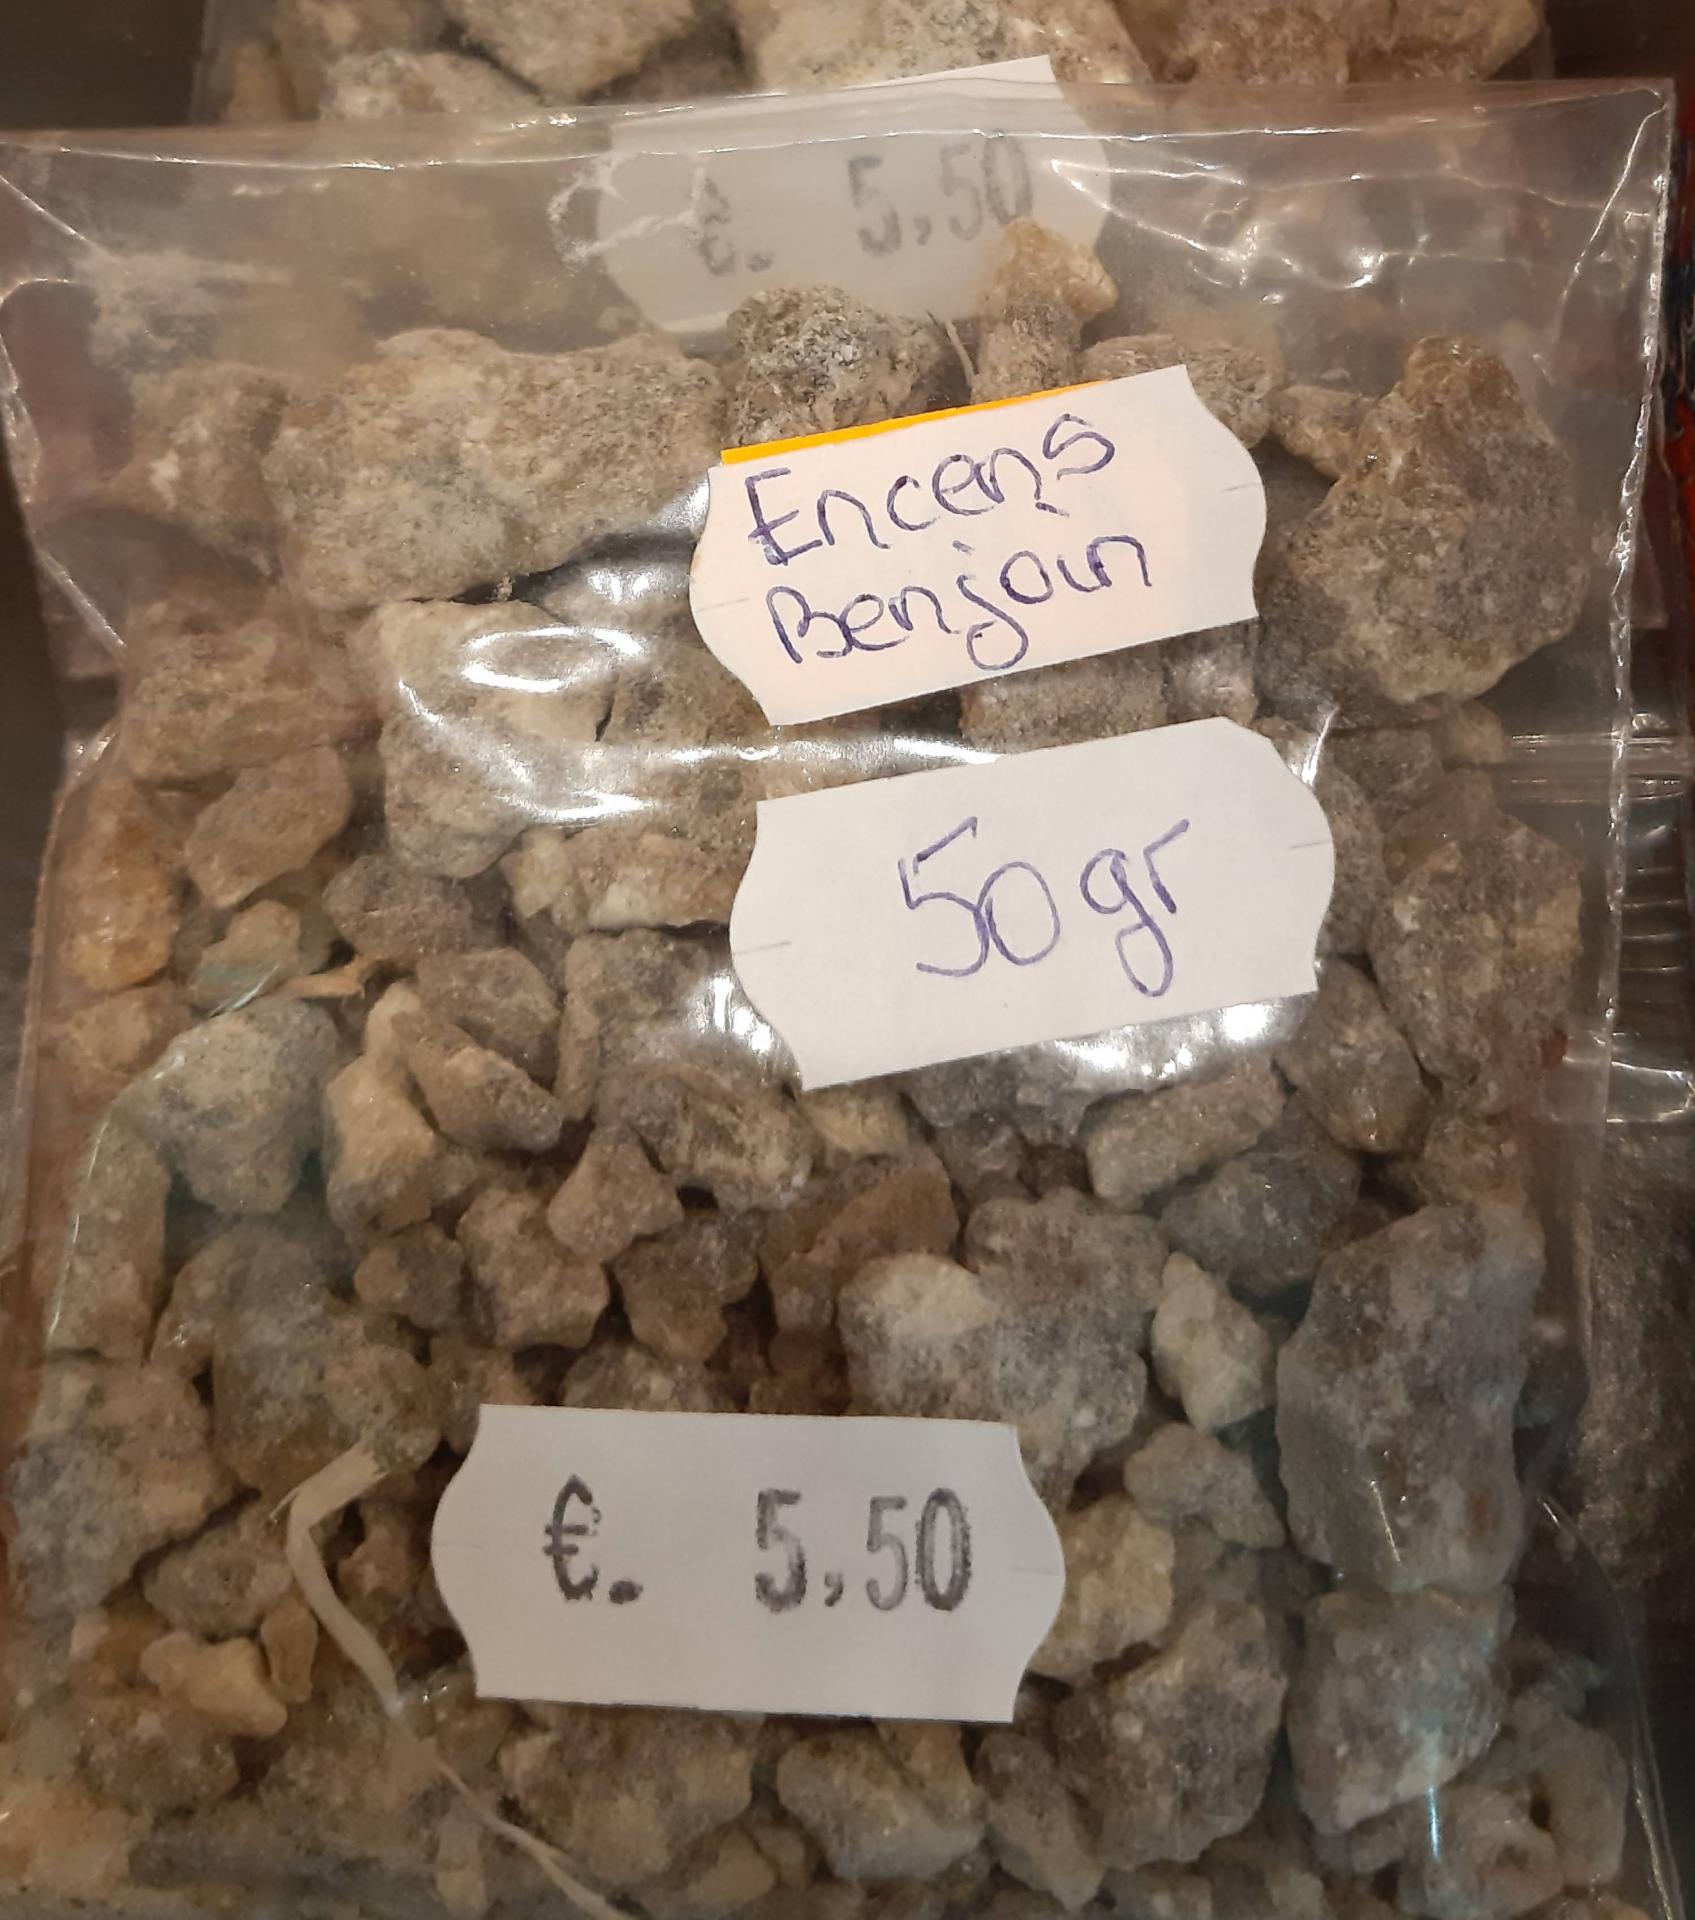 €. 5,50
Encens
Benjoin
50 gr
€. 5,50